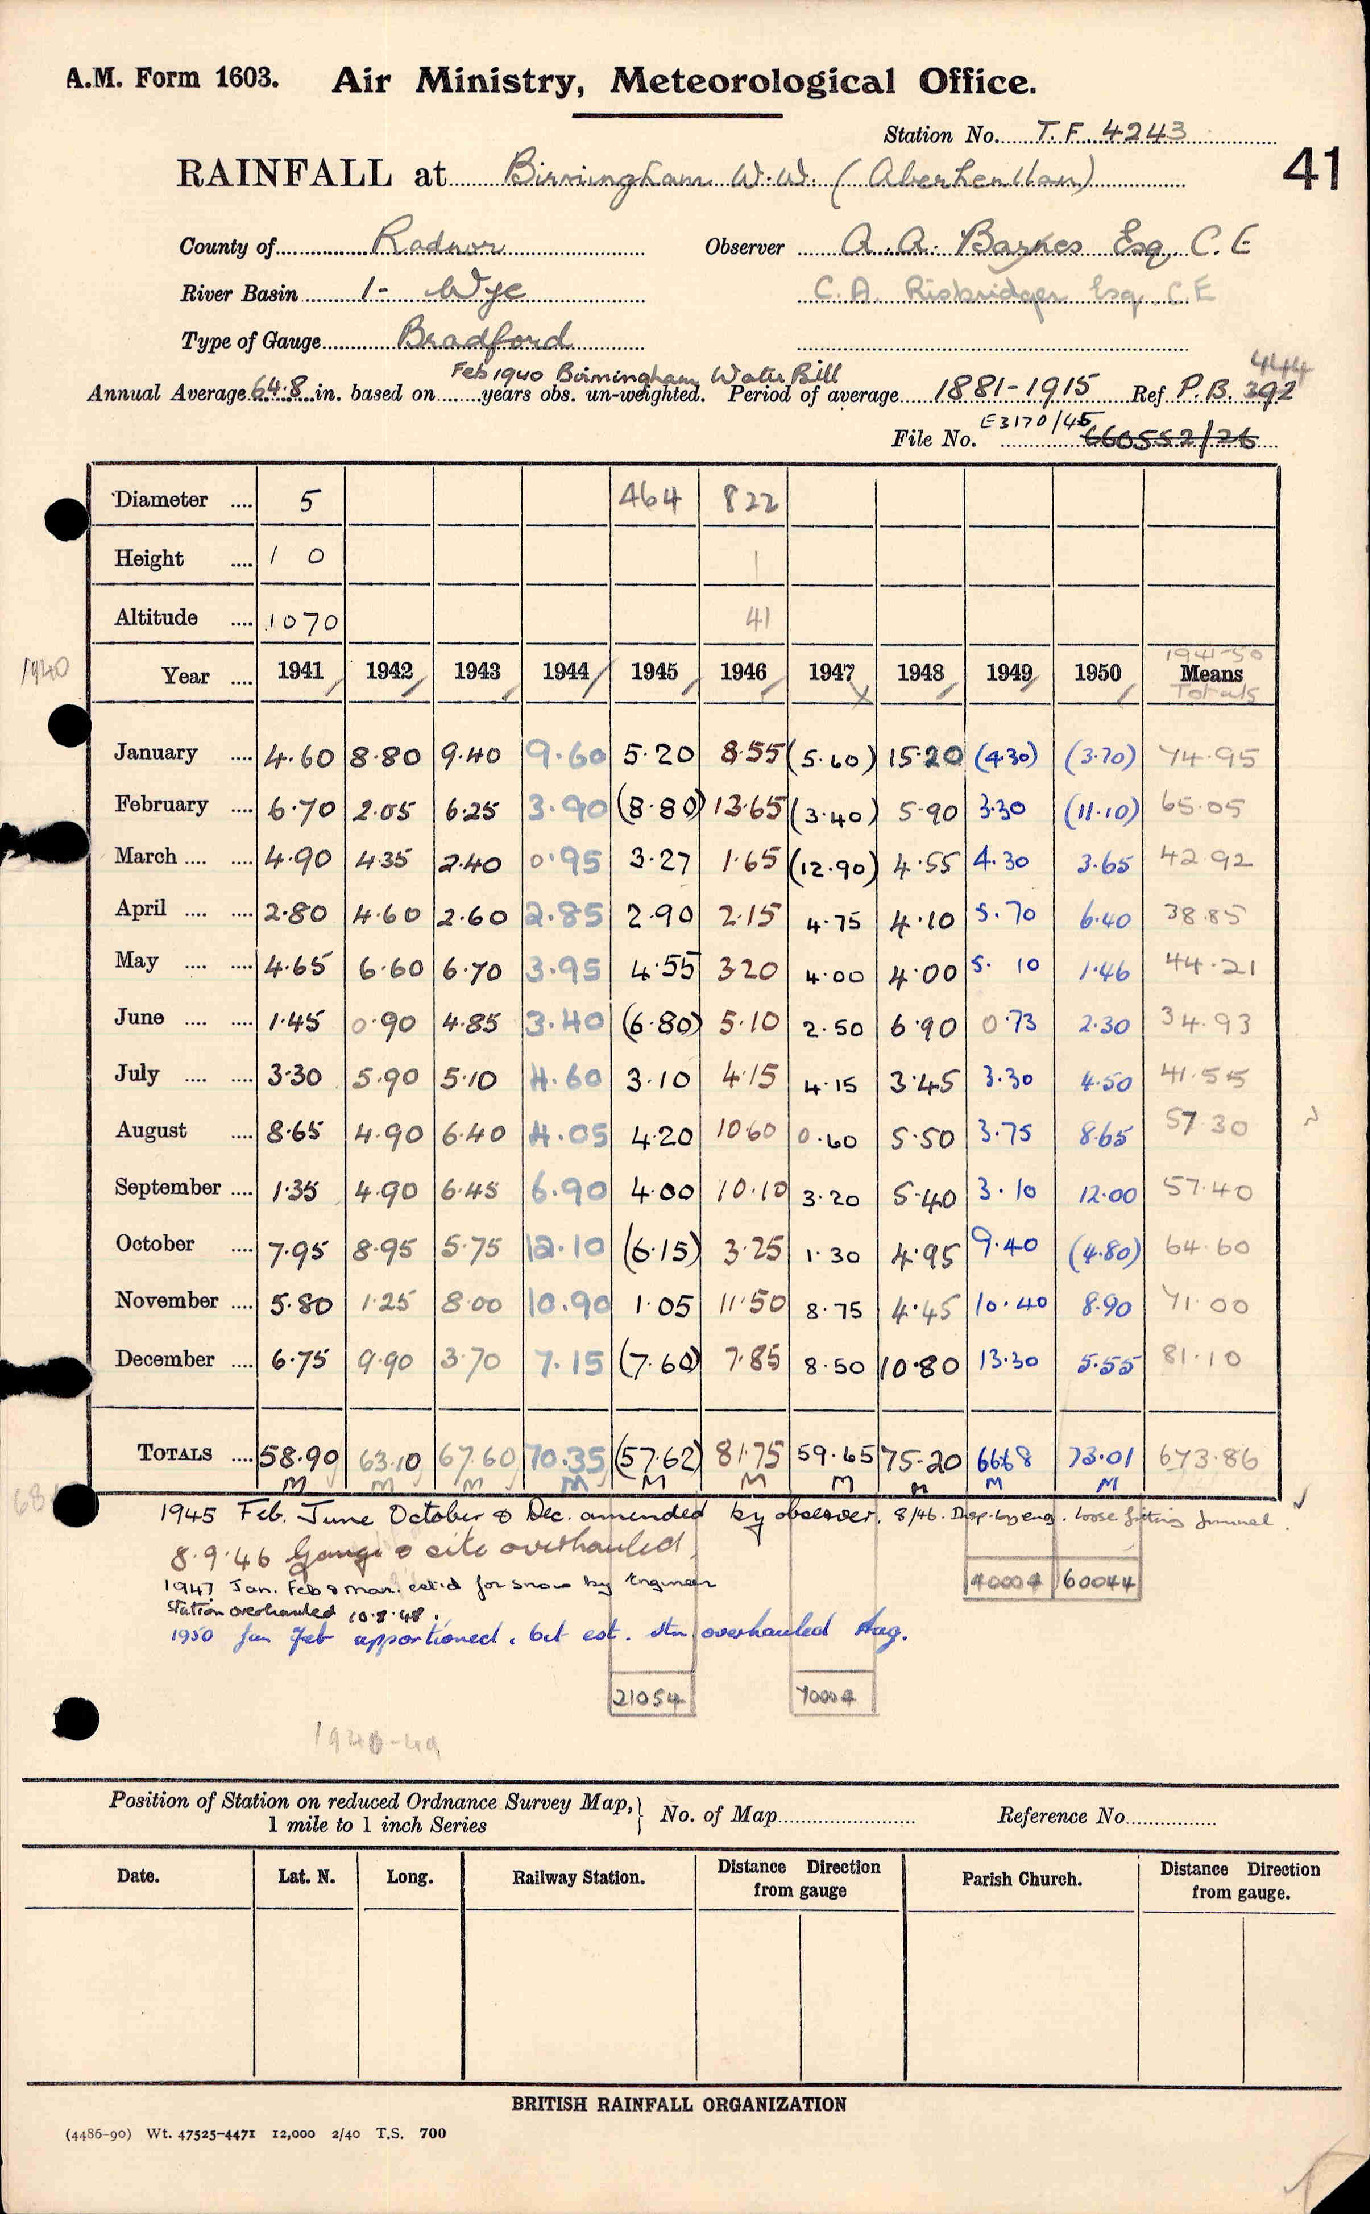 A.M. Form 1603. Air Ministry, Meteorological Office.
Station No. T.F. 4243
41
RAINFALL at Birmingham W.W. (Aberhenllan)
County of Radnor Observer A. A. Barnes Esq. C.E
River Basin 1- Wye C. A. Risbridger Esq. C.E
Type of Gauge Bradford
Feb 1940 Birmingham Water Bill 444
Annual Average 64.8 in. based on years obs. un-weighted. Period of average 1881-1915 Ref P.B. 392
File No. E3170/45 660552/26
Diameter .... 5 464 822
Height .... 1 0 1
Altitude .... 1070 41
1940 Year .... 1941 1942 1943 1944 1945 1946 1947 1948 1949 1950 1941-50 Means Totals
January .... 4.60 8.80 9.40 9.60 5.20 8.55 (5.60) 15.20 (4.30) (3.70) 74.95
February .... 6.70 2.05 6.25 3.90 (8.80) 13.65 (3.40) 5.90 3.30 (11.10) 65.05
March .... .... 4.90 4.35 2.40 0.95 3.27 1.65 (12.90) 4.55 4.30 3.65 42.92
April .... .... 2.80 4.60 2.60 2.85 2.90 2.15 4.75 4.10 5.70 6.40 38.85
May .... .... 4.65 6.60 6.70 3.95 4.55 3.20 4.00 4.00 5.10 1.46 44.21
June .... .... 1.45 0.90 4.85 3.40 (6.80) 5.10 2.50 6.90 0.73 2.30 34.93
July .... .... 3.30 5.90 5.10 4.60 3.10 4.15 4.15 3.45 3.30 4.50 41.55
August .... 8.65 4.90 6.40 4.05 4.20 10.60 0.60 5.50 3.75 8.65 57.30
September .... 1.35 4.90 6.45 6.90 4.00 10.10 3.20 5.40 3.10 12.00 57.40
October .... 7.95 8.95 5.75 12.10 (6.15) 3.25 1.30 4.95 9.40 (4.80) 64.60
November .... 5.80 1.25 8.00 10.90 1.05 11.50 8.75 4.45 10.40 8.90 71.00
December .... 6.75 9.90 3.70 7.15 (7.60) 7.85 8.50 10.80 13.30 5.55 81.10
TOTALS .... 58.90 63.10 67.60 70.35 (57.62) 81.75 59.65 75.20 66.68 73.01 673.86
M M M M M M M M M M
1945 Feb. June October & Dec. amended by observer. 8/46. Disp. by eng. loose fitting funnel.
8.9.46 Gauge & site overhauled.
1947 Jan. Feb & Mar. est'd for snow by Engineer 40004 60044
Station overhauled 10.8.48.
1950 Jan Feb apportioned, Oct est. Stn overhauled Aug.
21054 70004
1940-49
Position of Station on reduced Ordnance Survey Map,} No. of Map Reference No.
1 mile to 1 inch Series
Date. Lat. N. Long. Railway Station. Distance Direction from gauge Parish Church. Distance Direction from gauge.
BRITISH RAINFALL ORGANIZATION
(4486-90) Wt. 47525-4471 12,000 2/40 T.S. 700